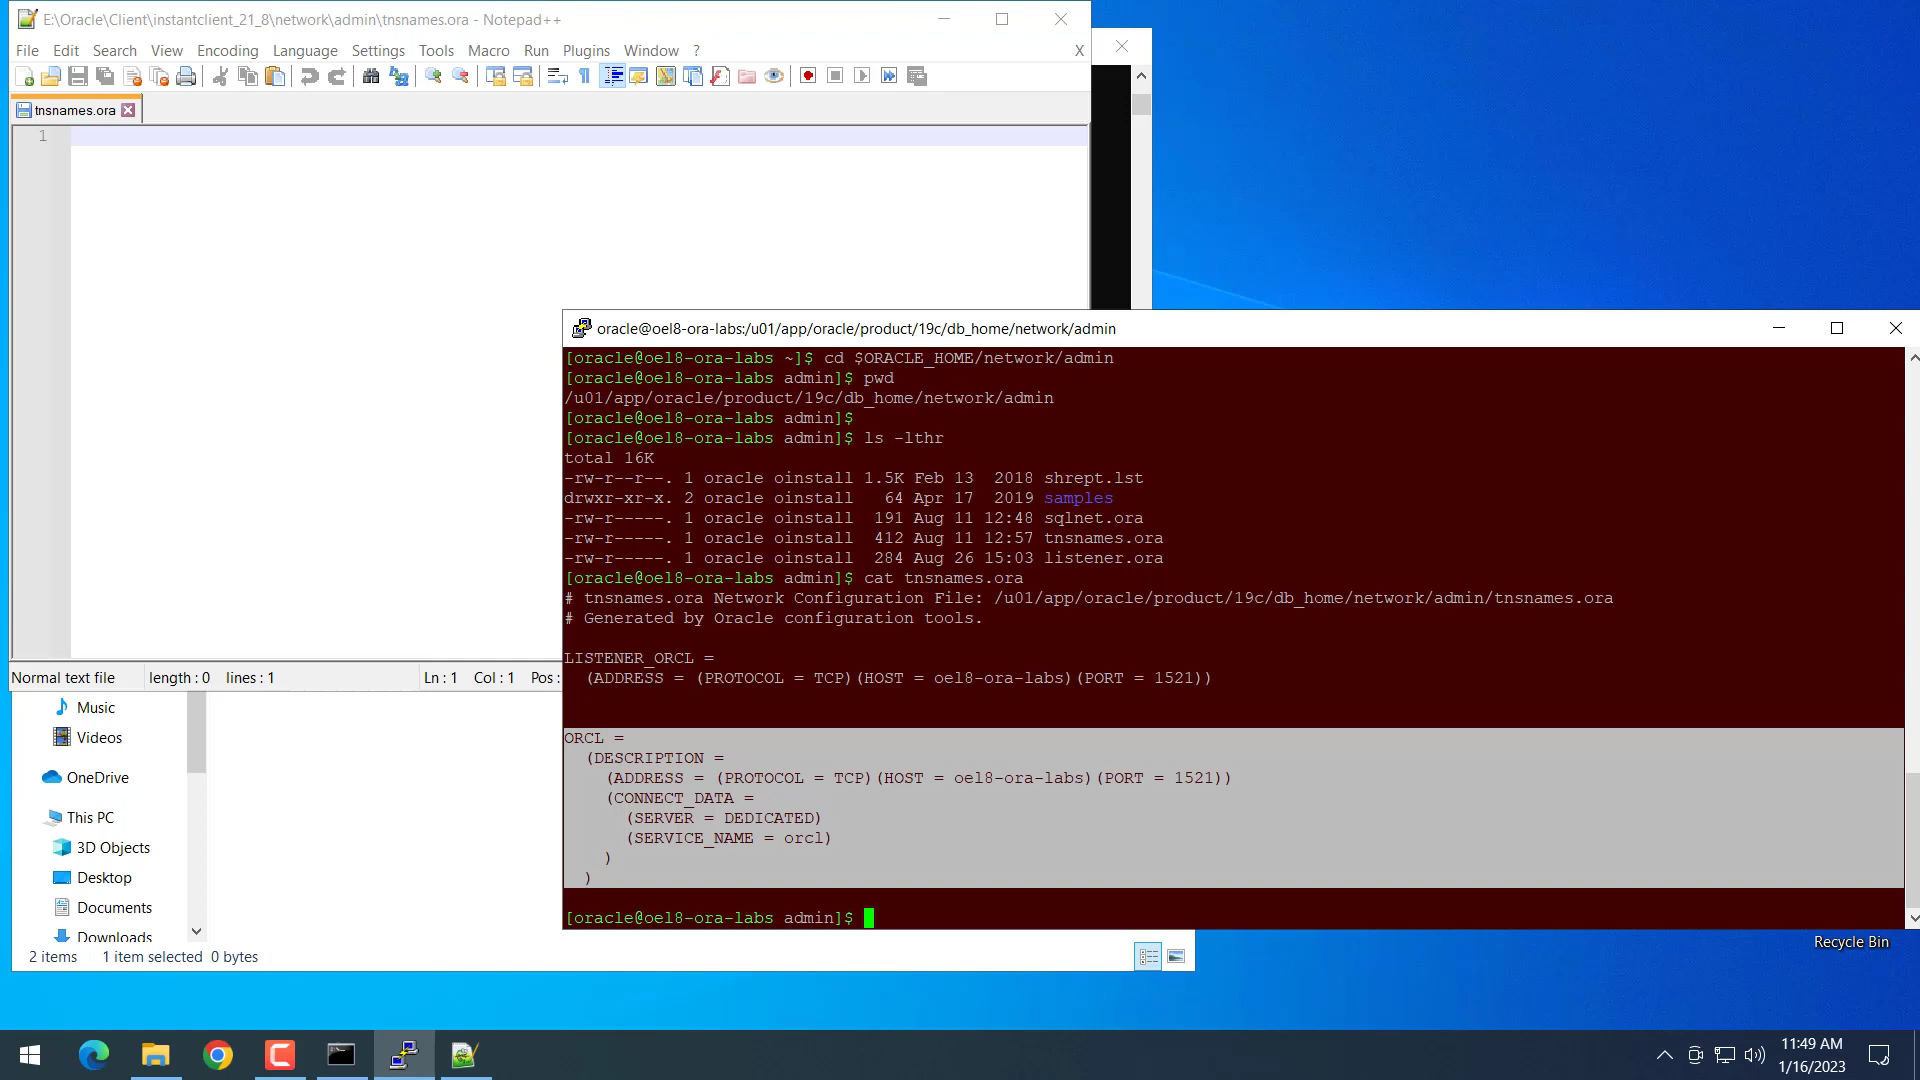 E:\Oracle\Client\instantclient_21_8\network\admin\tnsnames.ora - Notepad++
File Edit Search View Encoding Language Settings Tools Macro Run Plugins Window ? X
tnsnames.ora
1
Normal text file length : 0 lines : 1 Ln : 1 Col : 1 Pos :
oracle@oel8-ora-labs:/u01/app/oracle/product/19c/db_home/network/admin
[oracle@oel8-ora-labs ~]$ cd $ORACLE_HOME/network/admin
[oracle@oel8-ora-labs admin]$ pwd
/u01/app/oracle/product/19c/db_home/network/admin
[oracle@oel8-ora-labs admin]$
[oracle@oel8-ora-labs admin]$ ls -lthr
total 16K
-rw-r--r--. 1 oracle oinstall 1.5K Feb 13  2018 shrept.lst
drwxr-xr-x. 2 oracle oinstall   64 Apr 17  2019 samples
-rw-r-----. 1 oracle oinstall  191 Aug 11 12:48 sqlnet.ora
-rw-r-----. 1 oracle oinstall  412 Aug 11 12:57 tnsnames.ora
-rw-r-----. 1 oracle oinstall  284 Aug 26 15:03 listener.ora
[oracle@oel8-ora-labs admin]$ cat tnsnames.ora
# tnsnames.ora Network Configuration File: /u01/app/oracle/product/19c/db_home/network/admin/tnsnames.ora
# Generated by Oracle configuration tools.
LISTENER_ORCL =
  (ADDRESS = (PROTOCOL = TCP)(HOST = oel8-ora-labs)(PORT = 1521))
ORCL =
  (DESCRIPTION =
    (ADDRESS = (PROTOCOL = TCP)(HOST = oel8-ora-labs)(PORT = 1521))
    (CONNECT_DATA =
      (SERVER = DEDICATED)
      (SERVICE_NAME = orcl)
    )
  )
[oracle@oel8-ora-labs admin]$
Music
Videos
OneDrive
This PC
3D Objects
Desktop
Documents
Downloads
2 items 1 item selected 0 bytes
Recycle Bin
11:49 AM
1/16/2023